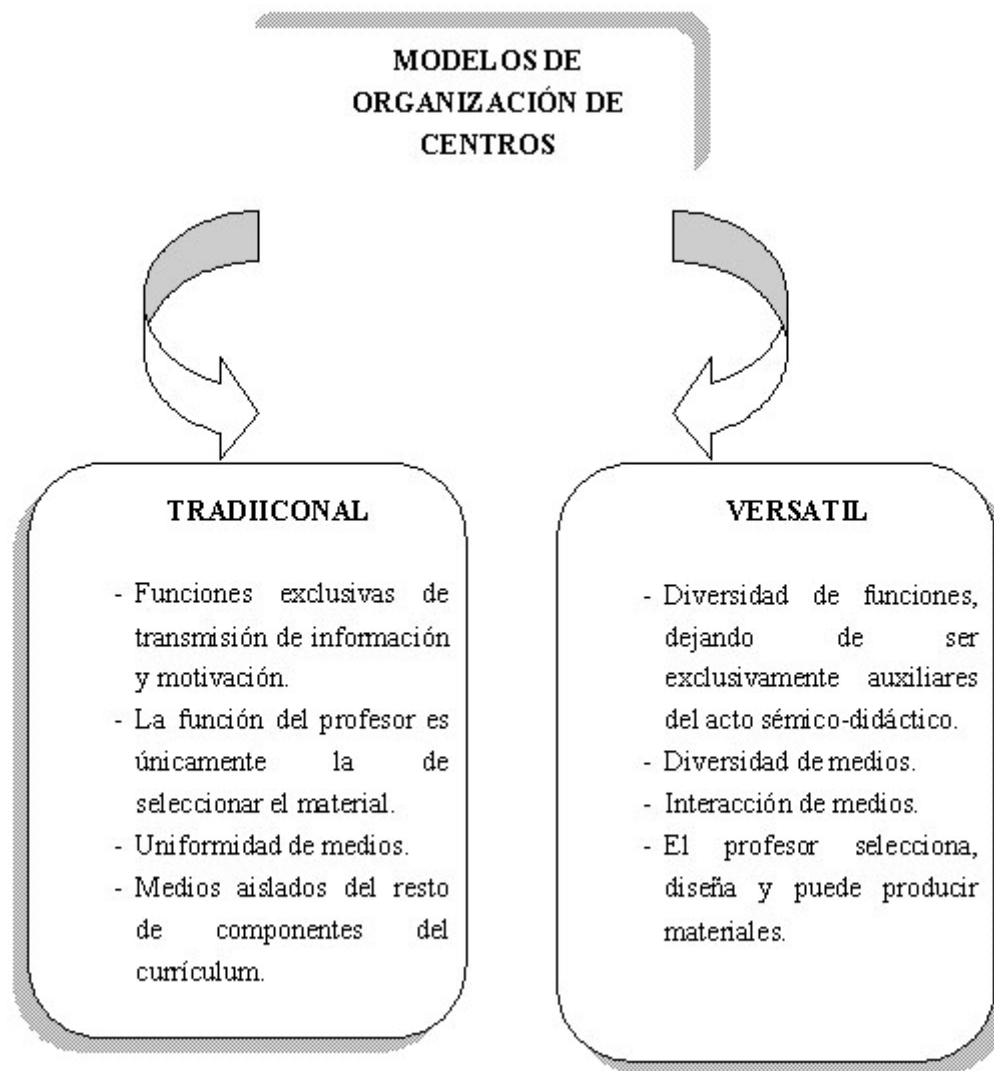 MODELOS DE
ORGANIZACIÓN DE
CENTROS
TRADIICONAL
- Funciones exclusivas de
transmisión de información
y motivación.
- La función del profesor es
únicamente la de
seleccionar el material.
- Uniformidad de medios.
- Medios aislados del resto
de componentes del
currículum.
VERSATIL
- Diversidad de funciones,
dejando de ser
exclusivamente auxiliares
del acto sémico-didáctico.
- Diversidad de medios.
- Interacción de medios.
- El profesor selecciona,
diseña y puede producir
materiales.